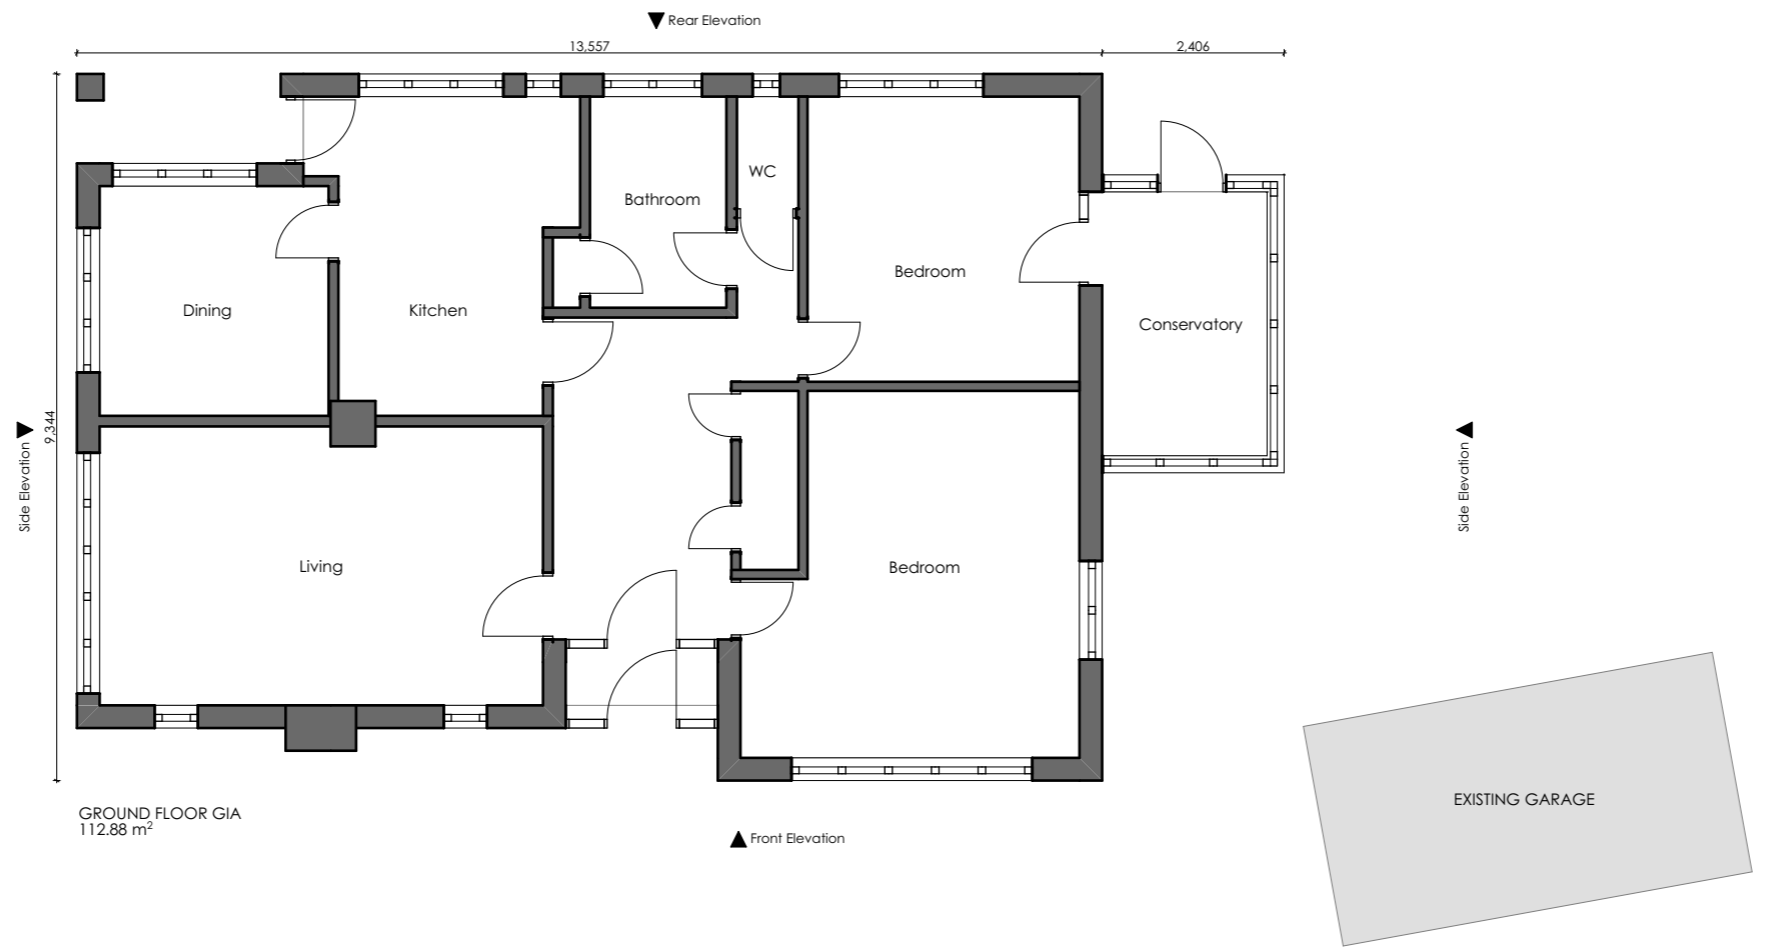 Rear Elevation
13,557
2,406
WC
Bathroom
Bedroom
Dining
Kitchen
Conservatory
Side Elevation
9,344
Side Elevation
Living
Bedroom
EXISTING GARAGE
GROUND FLOOR GIA
112.88 m²
Front Elevation